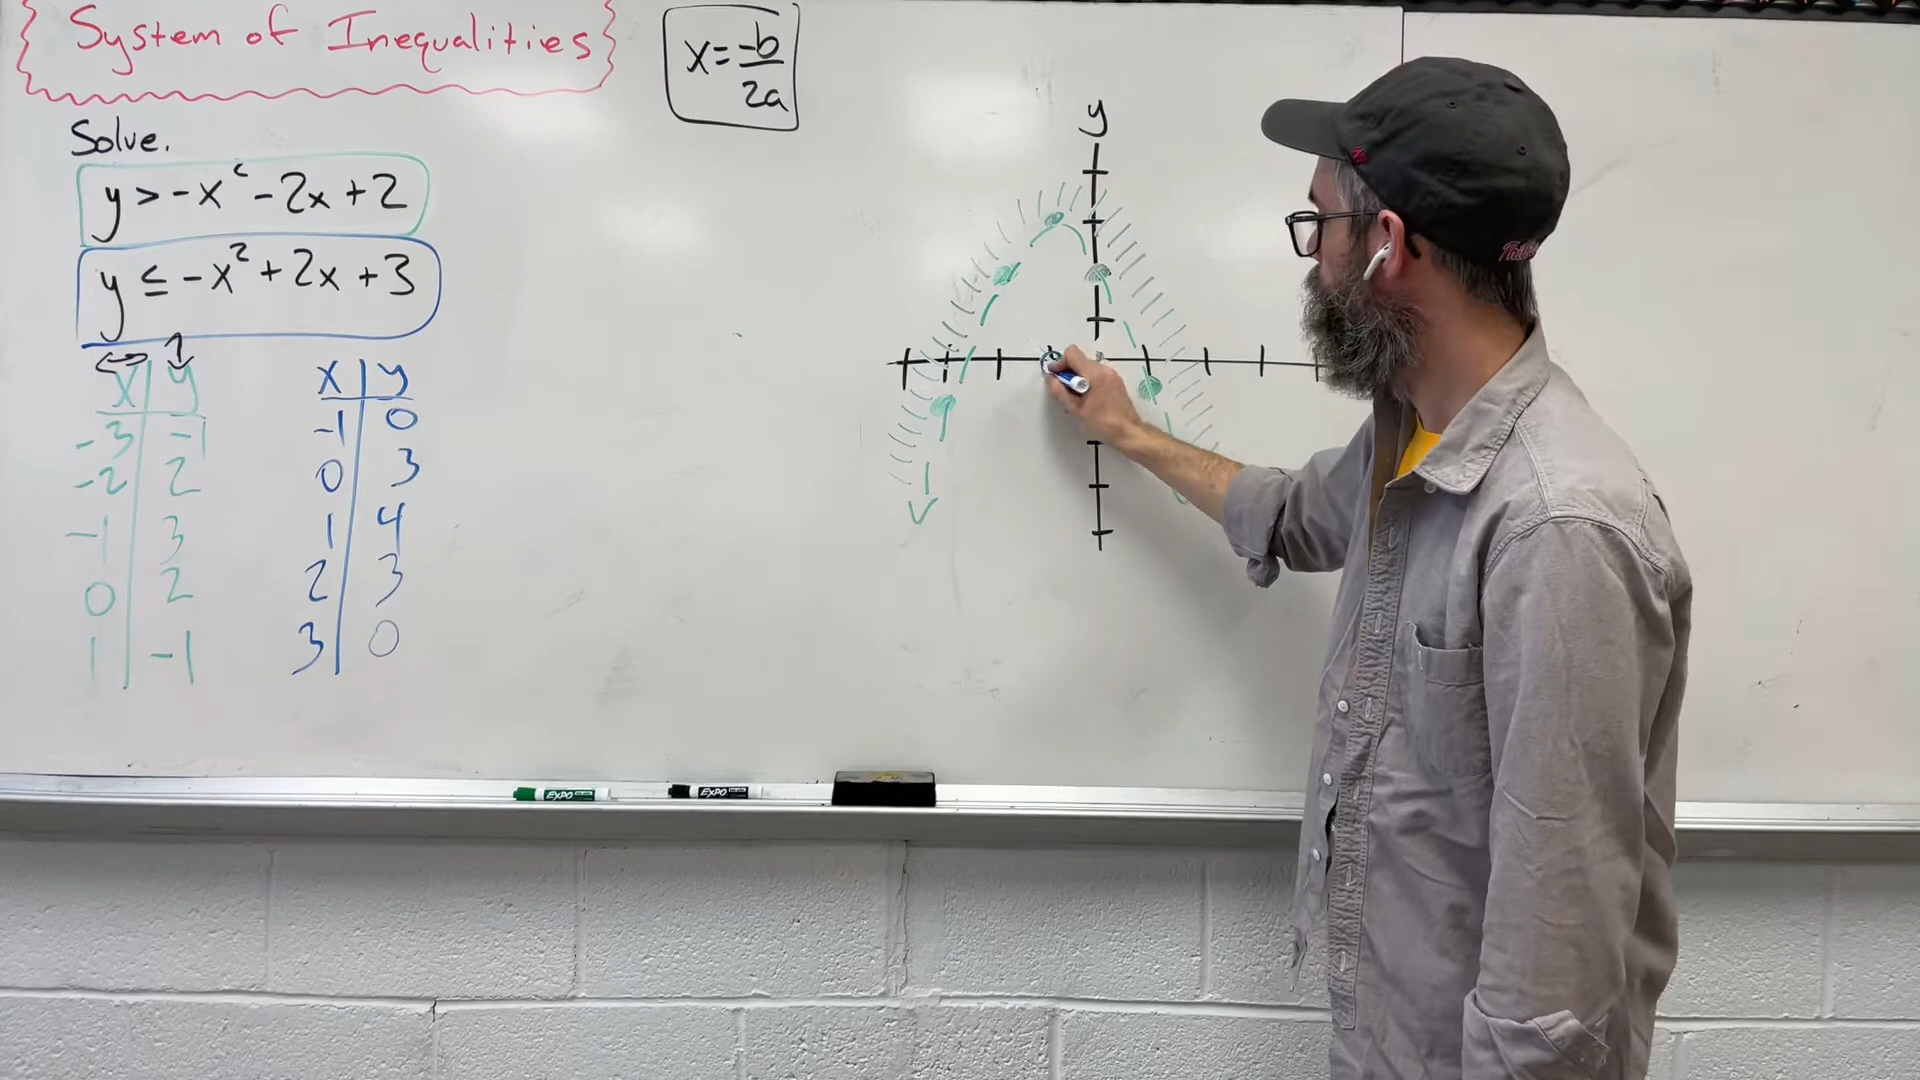 System of Inequalities
x = -b/2a
Solve.
y > -x² - 2x + 2
y ≤ -x² + 2x + 3
x | y
-3 | -1
-2 | 2
-1 | 3
0 | 2
1 | -1
x | y
-1 | 0
0 | 3
1 | 4
2 | 3
3 | 0
y
EXPO
EXPO